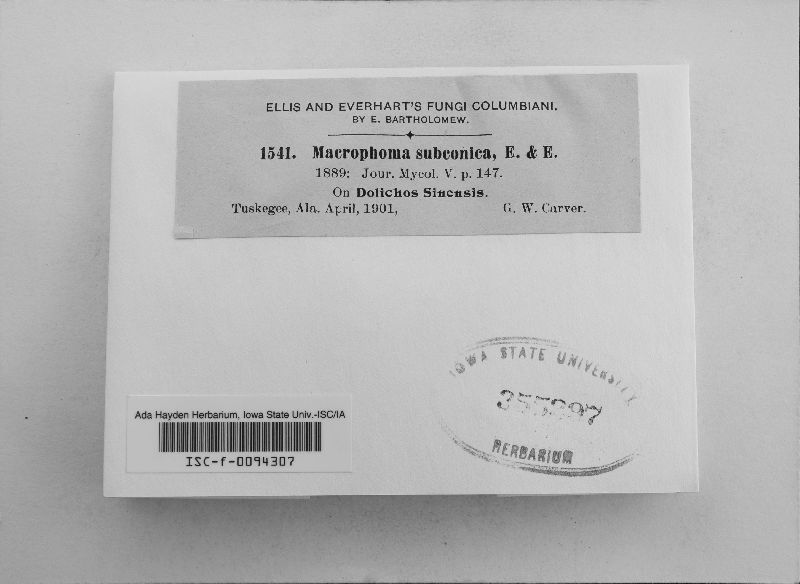 ELLIS AND EVERHART'S FUNGI COLUMBIANI.
BY E. BARTHOLOMEW.
1541. Macrophoma subconica, E. & E.
1889: Jour. Mycol. V. p. 147.
On Dolichos Sinensis.
Tuskegee, Ala. April, 1901, G. W. Carver.
IOWA STATE UNIVERSITY
355297
HERBARIUM
Ada Hayden Herbarium, Iowa State Univ.-ISC/IA
ISC-f-0094307